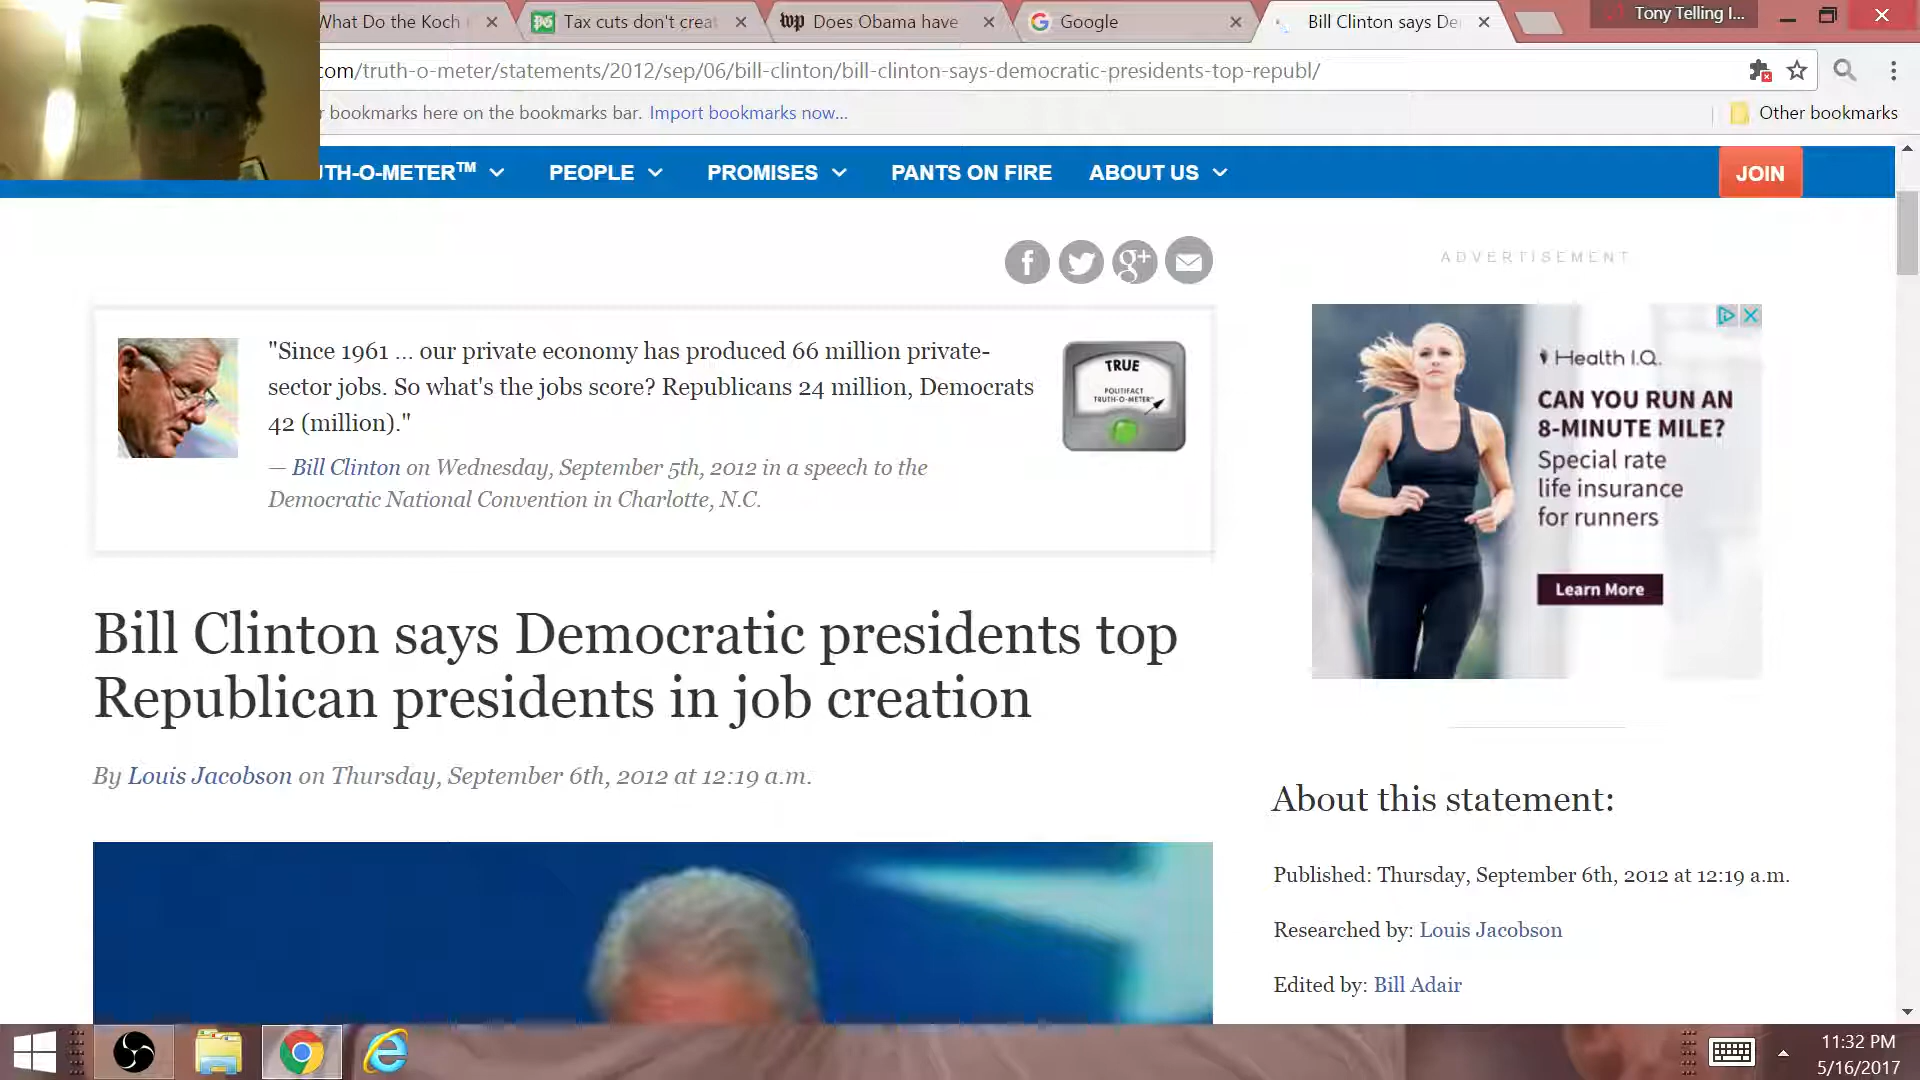 What Do the Koch
Tax cuts don't creat
wp Does Obama have
Google
Bill Clinton says De
Tony Telling I...
com/truth-o-meter/statements/2012/sep/06/bill-clinton/bill-clinton-says-democratic-presidents-top-republ/
bookmarks here on the bookmarks bar. Import bookmarks now...
Other bookmarks
UTH-O-METER™
PEOPLE
PROMISES
PANTS ON FIRE
ABOUT US
JOIN
f
g+
ADVERTISEMENT
"Since 1961 ... our private economy has produced 66 million private-
sector jobs. So what's the jobs score? Republicans 24 million, Democrats
42 (million)."
— Bill Clinton on Wednesday, September 5th, 2012 in a speech to the
Democratic National Convention in Charlotte, N.C.
TRUE
POLITIFACT
TRUTH-O-METER™
Health I.Q.
CAN YOU RUN AN
8-MINUTE MILE?
Special rate
life insurance
for runners
Learn More
Bill Clinton says Democratic presidents top
Republican presidents in job creation
By Louis Jacobson on Thursday, September 6th, 2012 at 12:19 a.m.
About this statement:
Published: Thursday, September 6th, 2012 at 12:19 a.m.
Researched by: Louis Jacobson
Edited by: Bill Adair
11:32 PM
5/16/2017